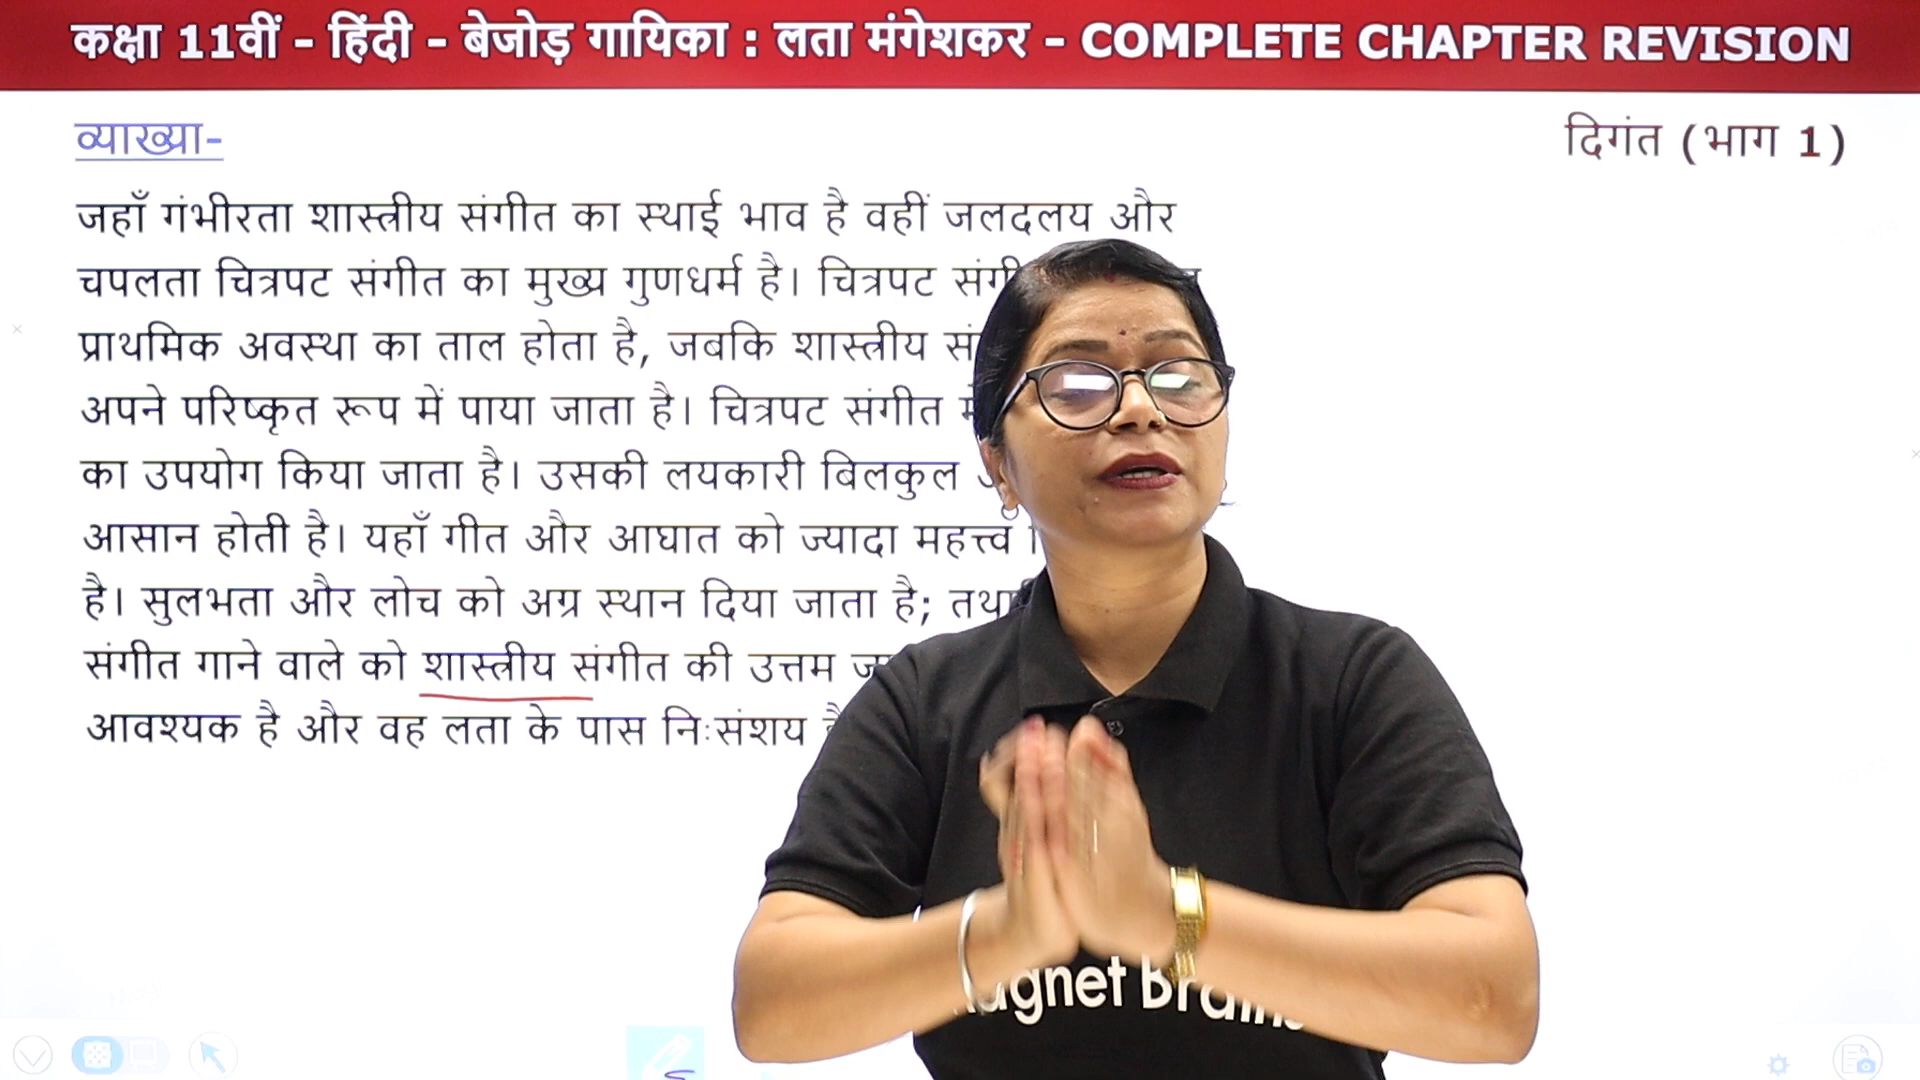 कक्षा 11वीं - हिंदी - बेजोड़ गायिका : लता मंगेशकर - COMPLETE CHAPTER REVISION
व्याख्या-
दिगंत (भाग 1)
जहाँ गंभीरता शास्त्रीय संगीत का स्थाई भाव है वहीं जलदलय और
चपलता चित्रपट संगीत का मुख्य गुणधर्म है। चित्रपट
प्राथमिक अवस्था का ताल होता है, जबकि शास्त्रीय
अपने परिष्कृत रूप में पाया जाता है। चित्रपट संगीत
का उपयोग किया जाता है। उसकी लयकारी बिलकुल
आसान होती है। यहाँ गीत और आघात को ज्यादा महत्त्व
है। सुलभता और लोच को अग्र स्थान दिया जाता है; तथा
संगीत गाने वाले को शास्त्रीय संगीत की उत्तम
आवश्यक है और वह लता के पास निःसंशय